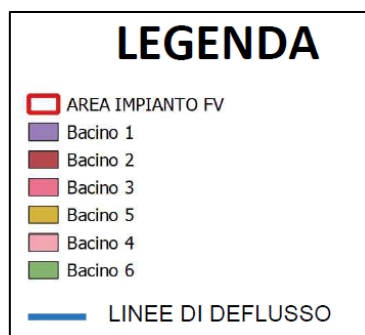 LEGENDA
AREA IMPIANTO FV
Bacino 1
Bacino 2
Bacino 3
Bacino 5
Bacino 4
Bacino 6
LINEE DI DEFLUSSO